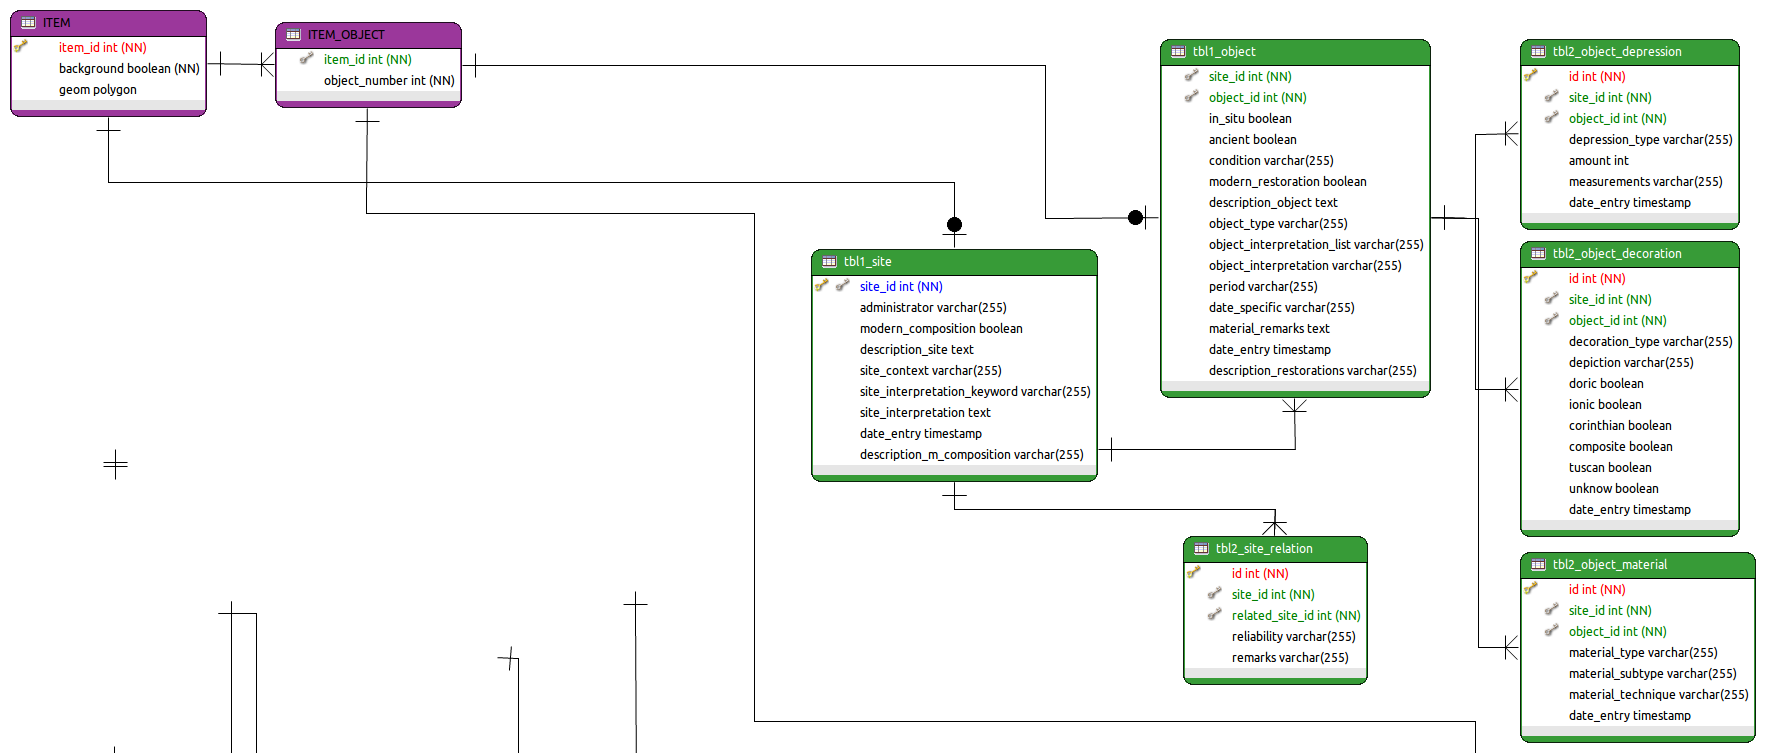 ITEM
item_id int (NN)
background boolean (NN)
geom polygon
ITEM_OBJECT
item_id int (NN)
object_number int (NN)
tbl1_site
site_id int (NN)
administrator varchar(255)
modern_composition boolean
description_site text
site_context varchar(255)
site_interpretation_keyword varchar(255)
site_interpretation text
date_entry timestamp
description_m_composition varchar(255)
tbl1_object
site_id int (NN)
object_id int (NN)
in_situ boolean
ancient boolean
condition varchar(255)
modern_restoration boolean
description_object text
object_type varchar(255)
object_interpretation_list varchar(255)
object_interpretation varchar(255)
period varchar(255)
date_specific varchar(255)
material_remarks text
date_entry timestamp
description_restorations varchar(255)
tbl2_site_relation
id int (NN)
site_id int (NN)
related_site_id int (NN)
reliability varchar(255)
remarks varchar(255)
tbl2_object_depression
id int (NN)
site_id int (NN)
object_id int (NN)
depression_type varchar(255)
amount int
measurements varchar(255)
date_entry timestamp
tbl2_object_decoration
id int (NN)
site_id int (NN)
object_id int (NN)
decoration_type varchar(255)
depiction varchar(255)
doric boolean
ionic boolean
corinthian boolean
composite boolean
tuscan boolean
unknow boolean
date_entry timestamp
tbl2_object_material
id int (NN)
site_id int (NN)
object_id int (NN)
material_type varchar(255)
material_subtype varchar(255)
material_technique varchar(255)
date_entry timestamp